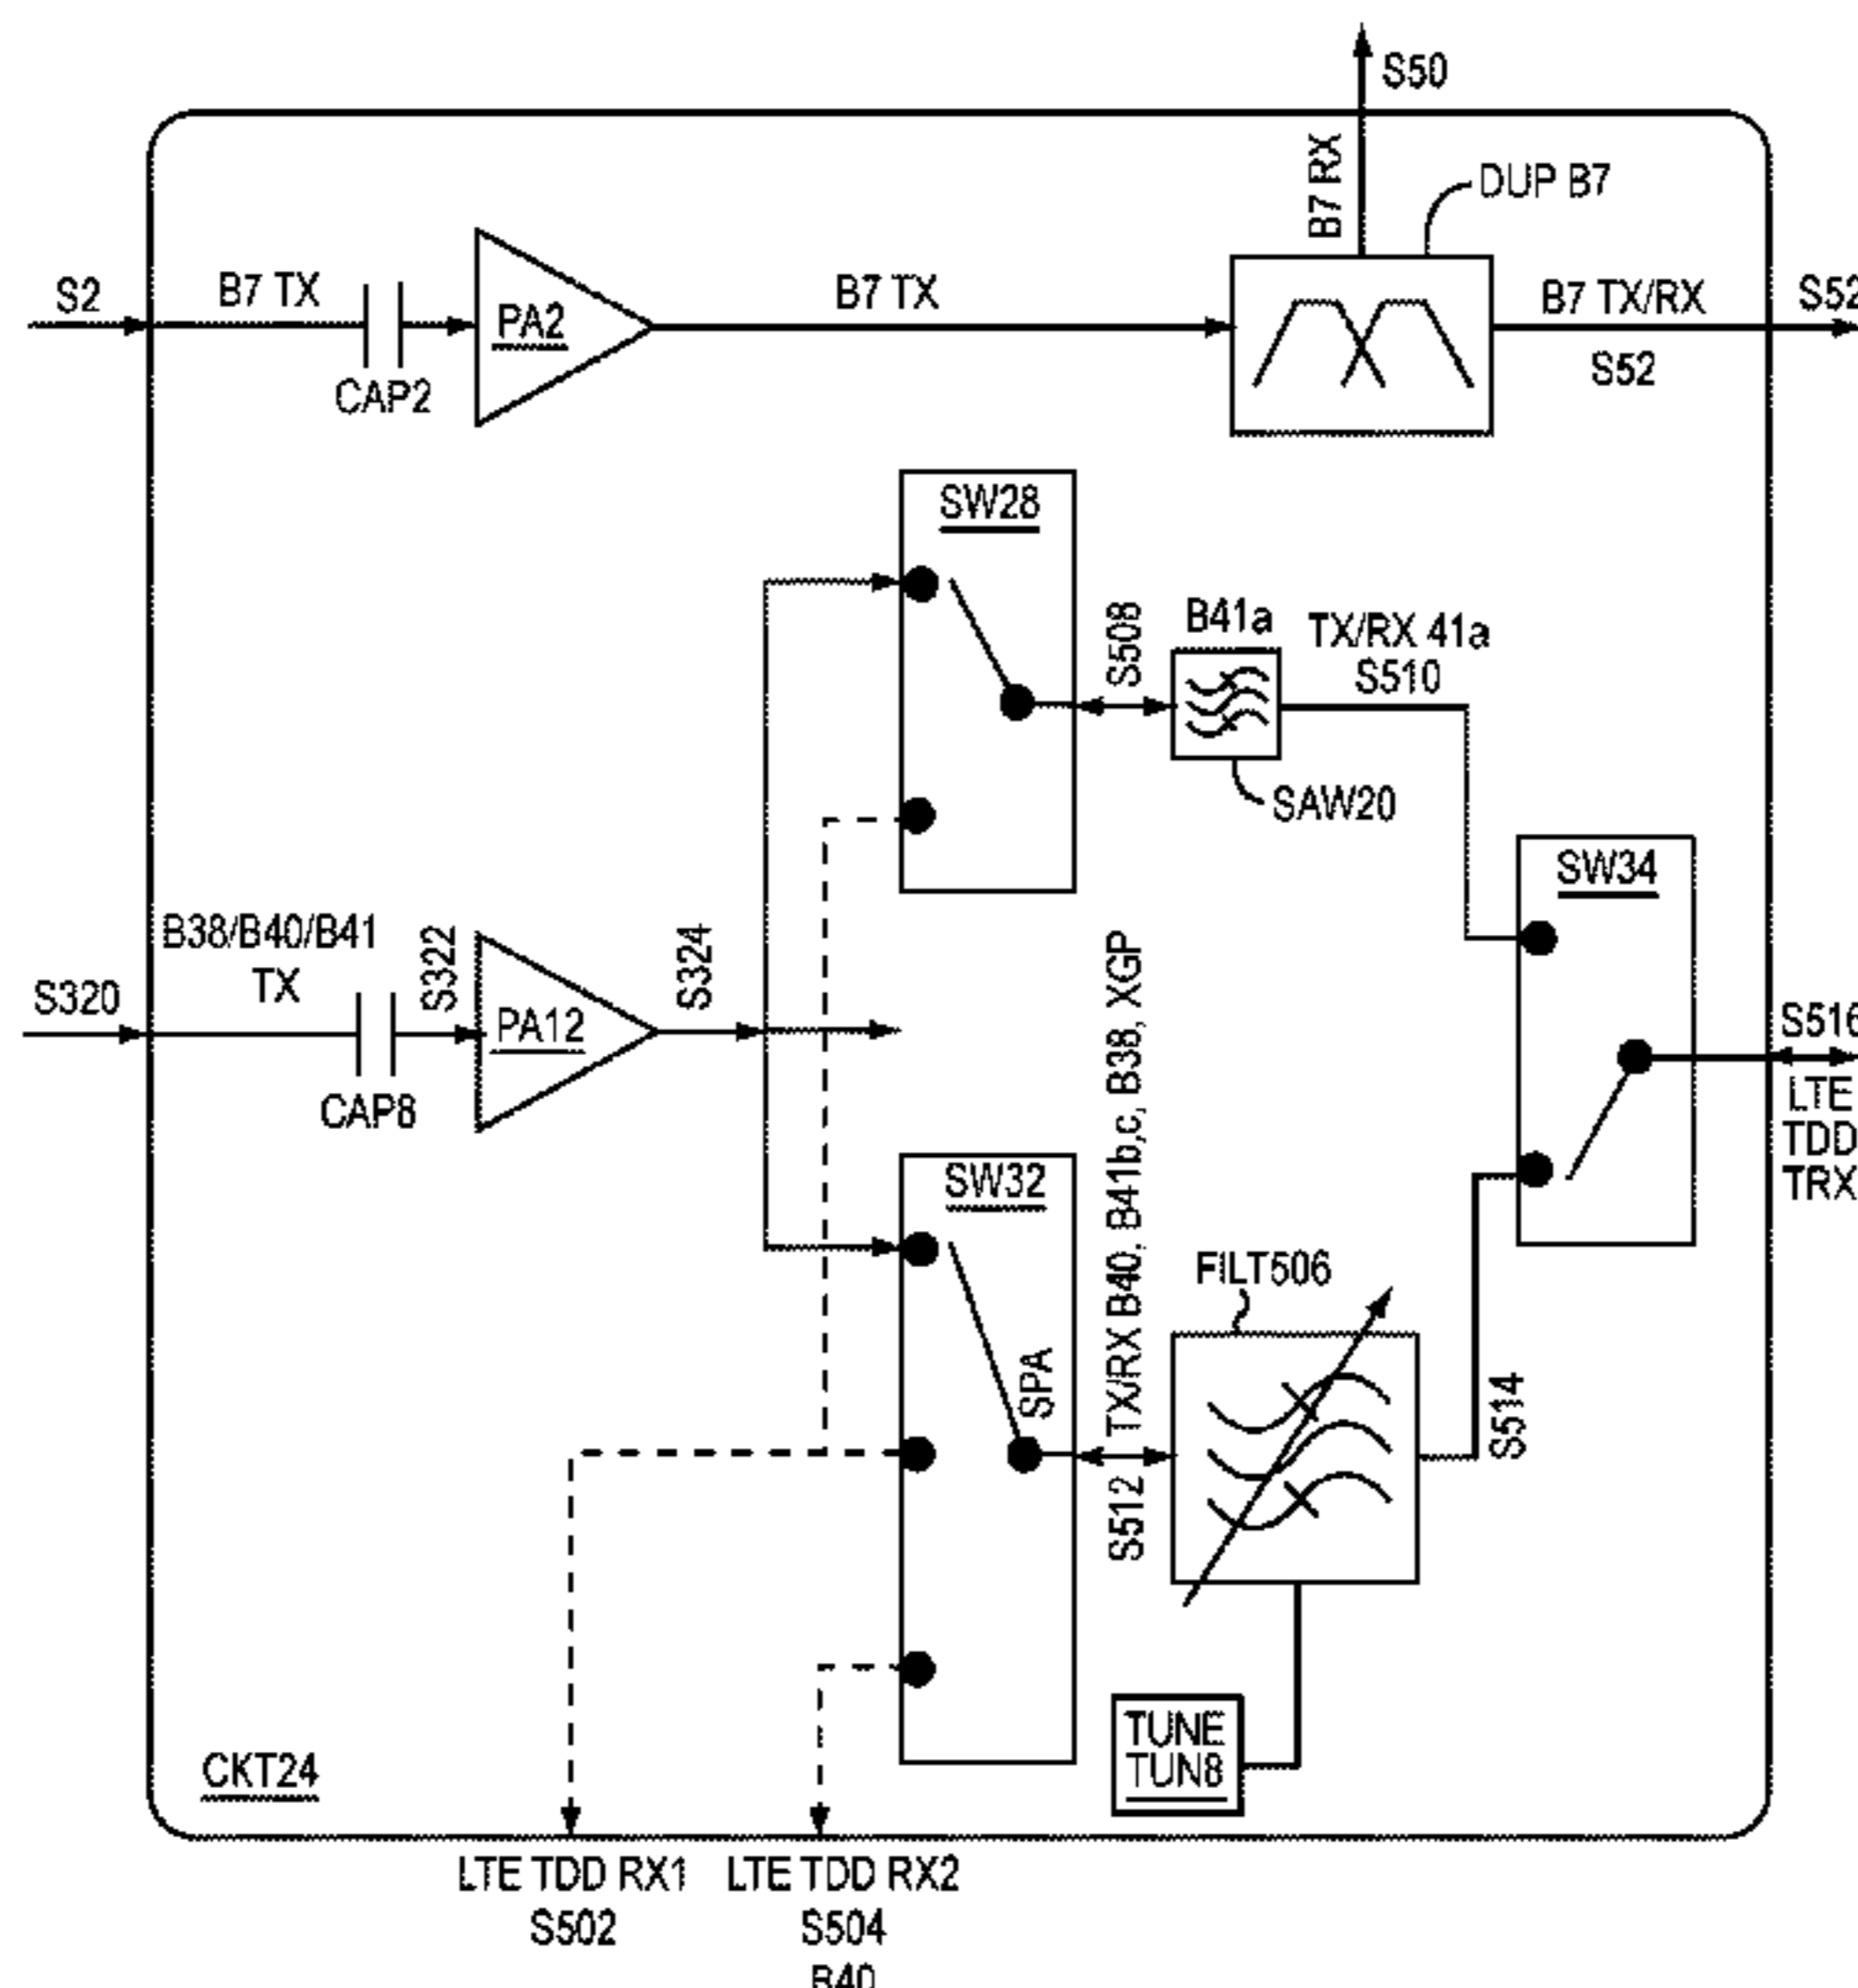 S50
B7 RX
DUP B7
S2
B7 TX
CAP2
PA2
B7 TX
B7 TX/RX
S52
S52
SW28
S508
B41a
TX/RX 41a
S510
SAW20
SW34
B38/B40/B41
TX
S320
S322
CAP8
PA12
S324
S516
LTE
TDD
TRX
SW32
SPA
TX/RX B40, B41b,c, B38, XGP
S512
FILT506
S514
TUNE
TUN8
CKT24
LTE TDD RX1
S502
LTE TDD RX2
S504
B40